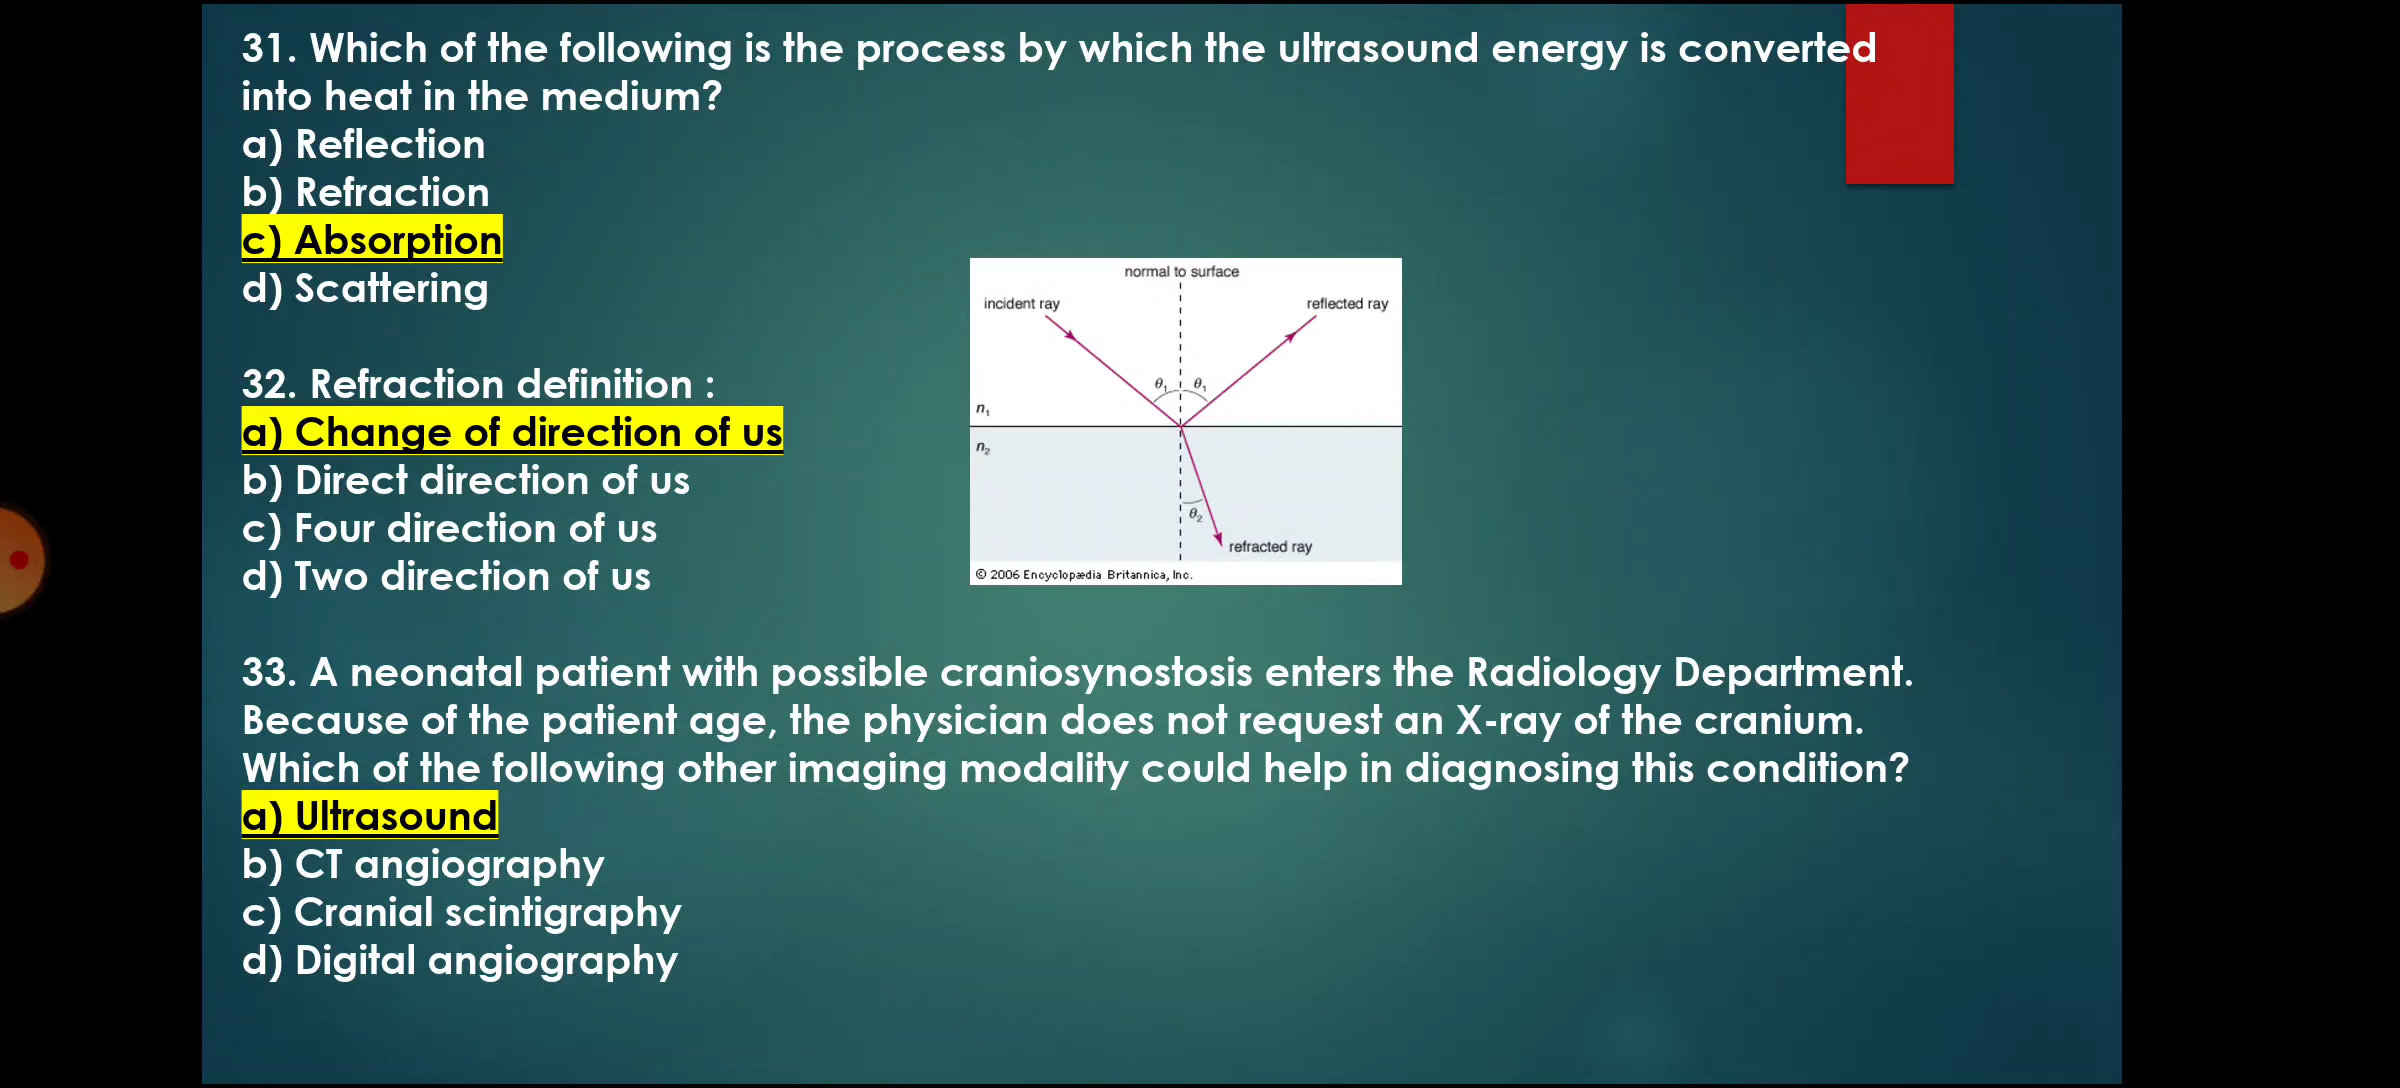 31. Which of the following is the process by which the ultrasound energy is converted
into heat in the medium?
a) Reflection
b) Refraction
c) Absorption
d) Scattering
32. Refraction definition :
a) Change of direction of us
b) Direct direction of us
c) Four direction of us
d) Two direction of us
normal to surface
incident ray
reflected ray
θ₁ θ₁
n₁
n₂
θ₂
refracted ray
© 2006 Encyclopædia Britannica, Inc.
33. A neonatal patient with possible craniosynostosis enters the Radiology Department.
Because of the patient age, the physician does not request an X-ray of the cranium.
Which of the following other imaging modality could help in diagnosing this condition?
a) Ultrasound
b) CT angiography
c) Cranial scintigraphy
d) Digital angiography